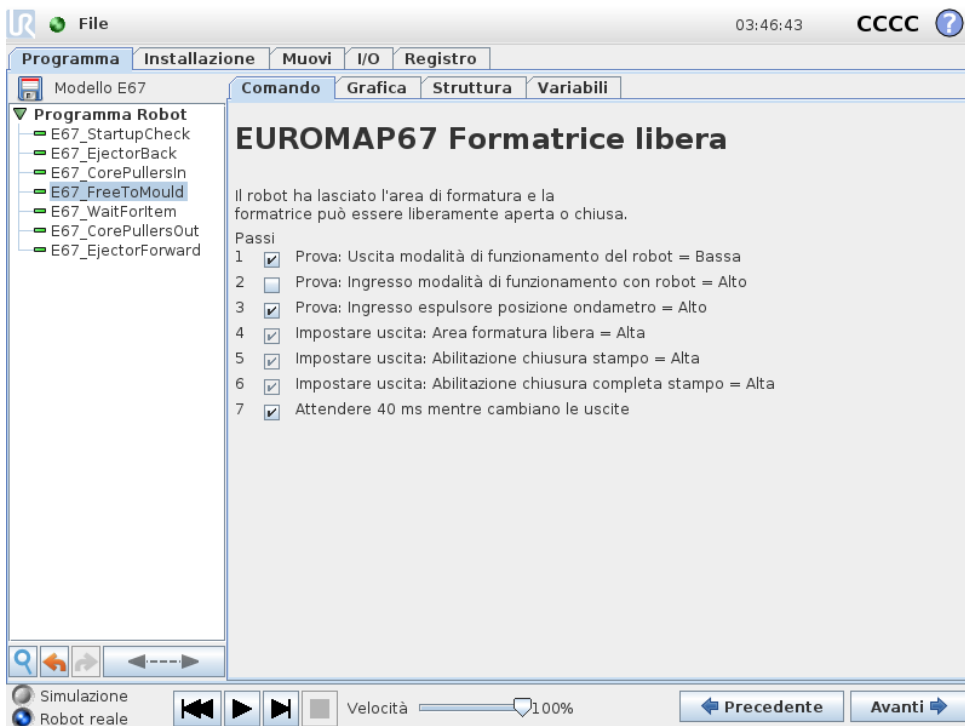 UR File 03:46:43 CCCC ?
Programma Installazione Muovi I/O Registro
Modello E67 Comando Grafica Struttura Variabili
Programma Robot
E67_StartupCheck
E67_EjectorBack
E67_CorePullersIn
E67_FreeToMould
E67_WaitForItem
E67_CorePullersOut
E67_EjectorForward
EUROMAP67 Formatrice libera
Il robot ha lasciato l'area di formatura e la
formatrice può essere liberamente aperta o chiusa.
Passi
1 Prova: Uscita modalità di funzionamento del robot = Bassa
2 Prova: Ingresso modalità di funzionamento con robot = Alto
3 Prova: Ingresso espulsore posizione ondametro = Alto
4 Impostare uscita: Area formatura libera = Alta
5 Impostare uscita: Abilitazione chiusura stampo = Alta
6 Impostare uscita: Abilitazione chiusura completa stampo = Alta
7 Attendere 40 ms mentre cambiano le uscite
Simulazione
Robot reale
Velocità 100% Precedente Avanti